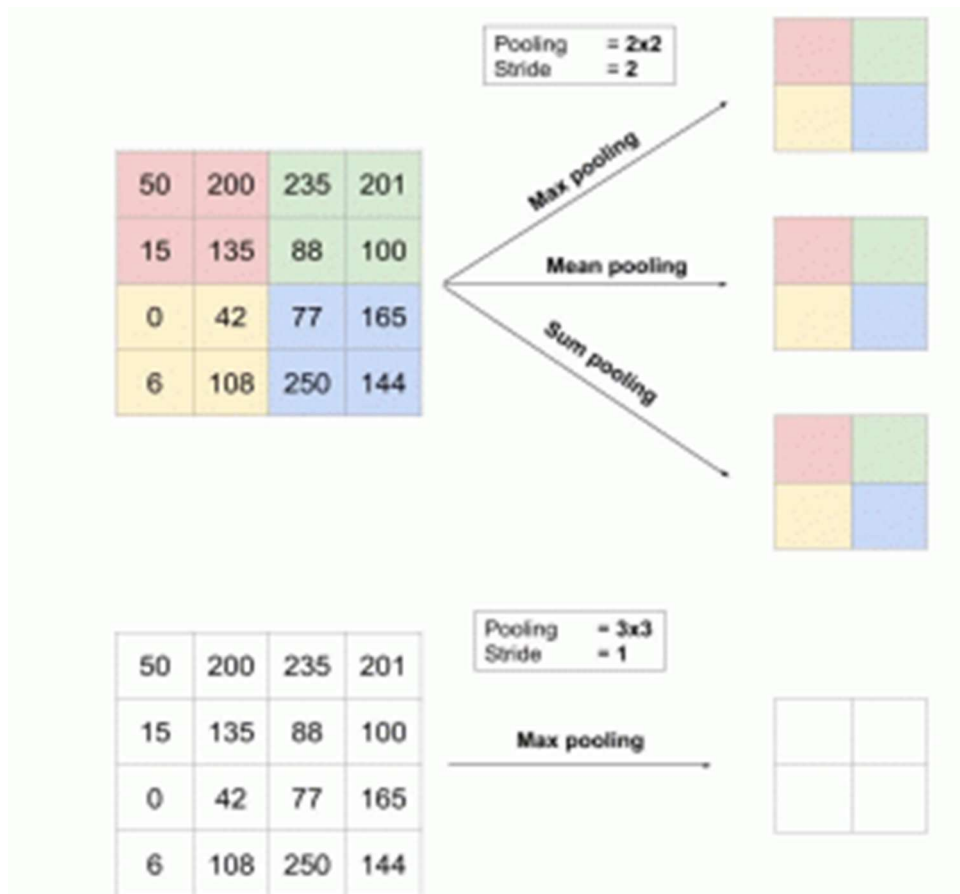 Pooling = 2x2
Stride = 2
Max pooling
50 200 235 201
15 135 88 100
Mean pooling
0 42 77 165
Sum pooling
6 108 250 144
Pooling = 3x3
Stride = 1
50 200 235 201
15 135 88 100
Max pooling
0 42 77 165
6 108 250 144